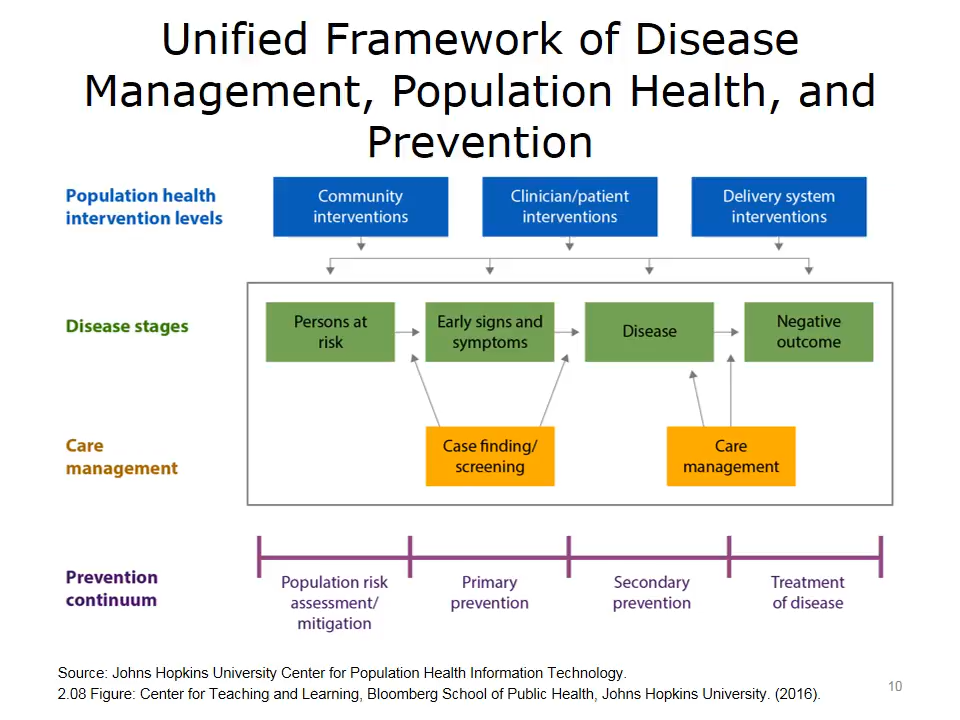 Unified Framework of Disease
Management, Population Health, and
Prevention
Population health
intervention levels
Community
interventions
Clinician/patient
interventions
Delivery system
interventions
Disease stages
Persons at
risk
Early signs and
symptoms
Disease
Negative
outcome
Care
management
Case finding/
screening
Care
management
Prevention
continuum
Population risk
assessment/
mitigation
Primary
prevention
Secondary
prevention
Treatment
of disease
Source: Johns Hopkins University Center for Population Health Information Technology.
2.08 Figure: Center for Teaching and Learning, Bloomberg School of Public Health, Johns Hopkins University. (2016).
10